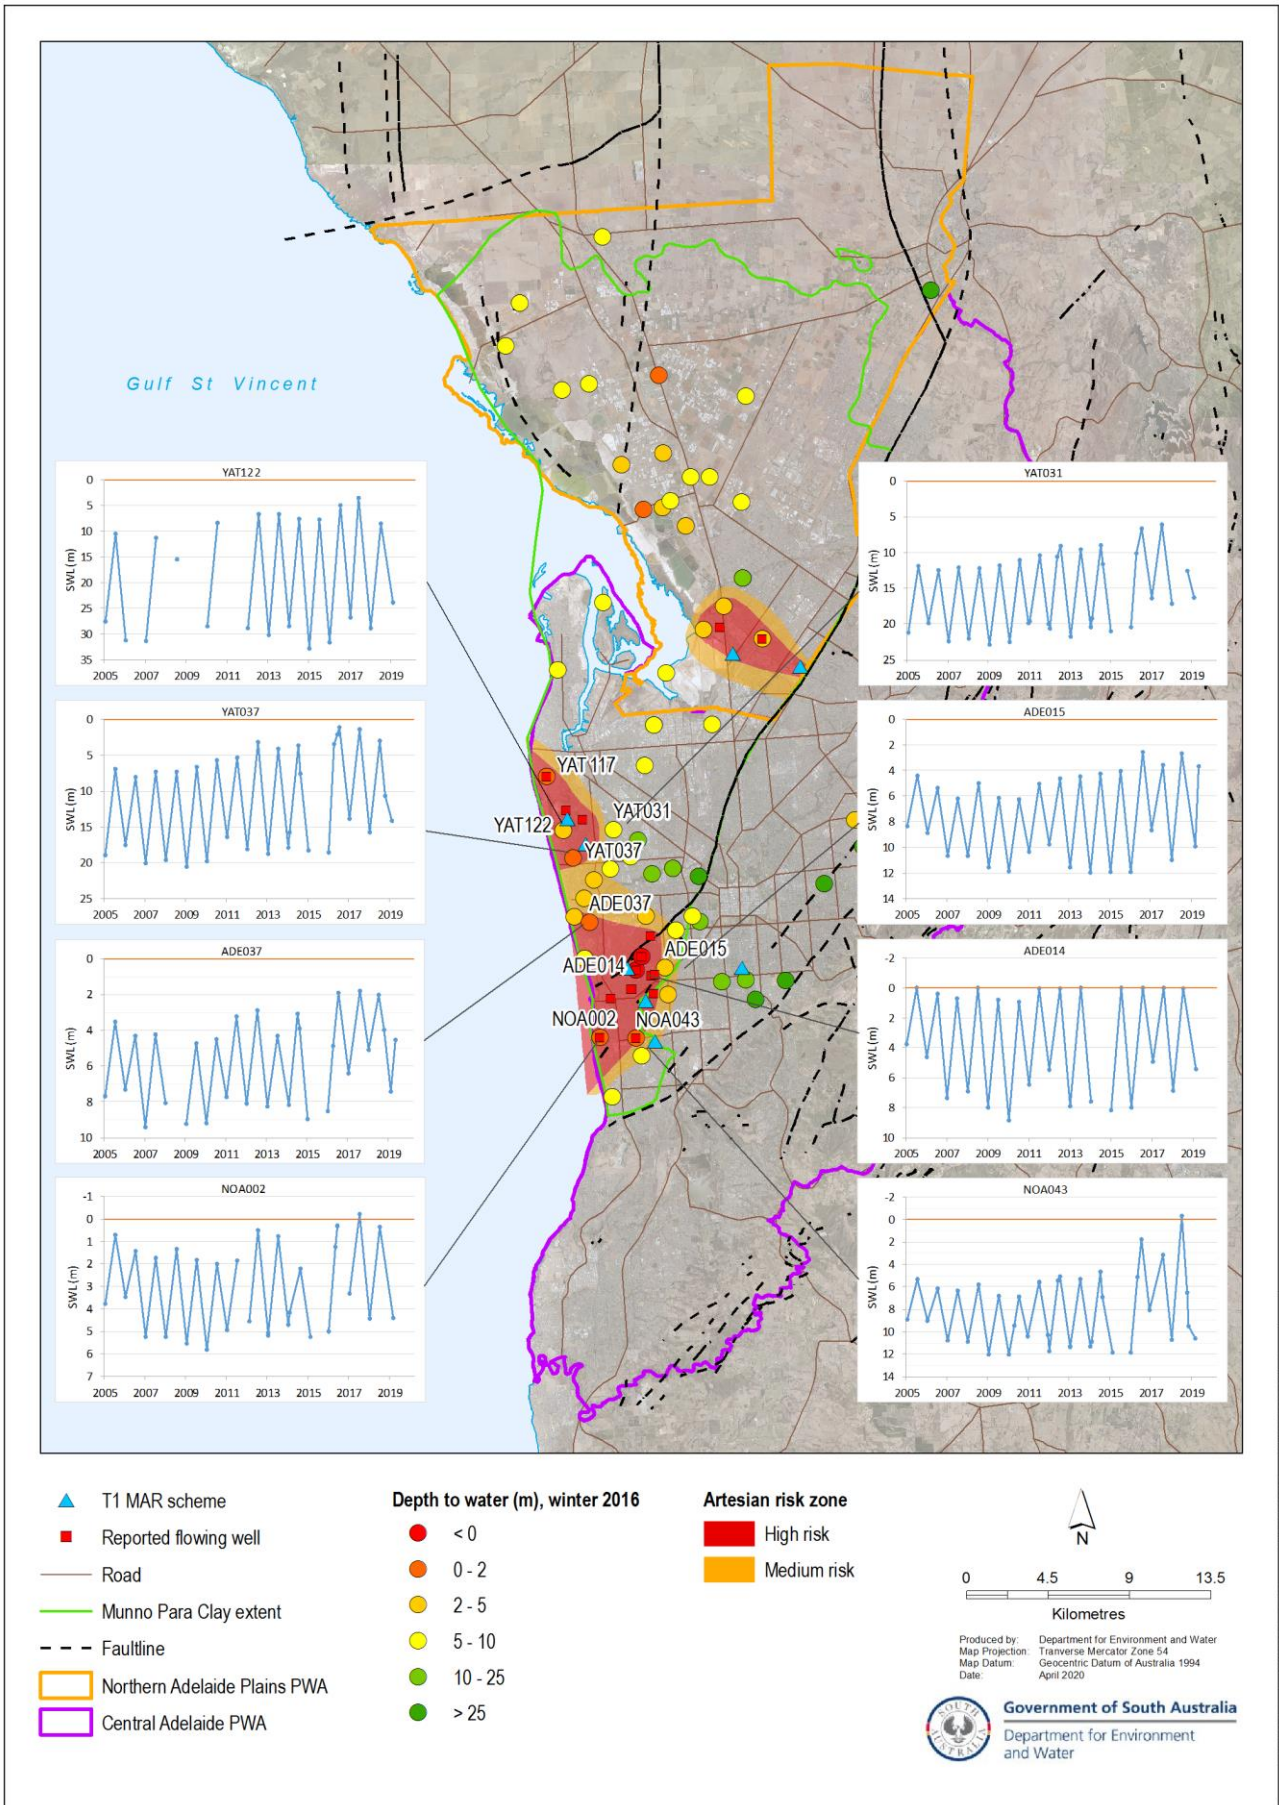 Gulf St Vincent
YAT122
SWL (m)
0
5
10
15
20
25
30
35
2005 2007 2009 2011 2013 2015 2017 2019
YAT037
SWL (m)
0
5
10
15
20
25
2005 2007 2009 2011 2013 2015 2017 2019
ADE037
SWL (m)
0
2
4
6
8
10
2005 2007 2009 2011 2013 2015 2017 2019
NOA002
SWL (m)
-1
0
1
2
3
4
5
6
7
2005 2007 2009 2011 2013 2015 2017 2019
YAT117
YAT031
YAT122
YAT037
ADE037
ADE015
ADE014
NOA002
NOA043
YAT031
SWL (m)
0
5
10
15
20
25
2005 2007 2009 2011 2013 2015 2017 2019
ADE015
SWL (m)
0
2
4
6
8
10
12
14
2005 2007 2009 2011 2013 2015 2017 2019
ADE014
SWL (m)
-2
0
2
4
6
8
10
2005 2007 2009 2011 2013 2015 2017 2019
NOA043
SWL (m)
-2
0
2
4
6
8
10
12
14
2005 2007 2009 2011 2013 2015 2017 2019
T1 MAR scheme
Reported flowing well
Road
Munno Para Clay extent
Faultline
Northern Adelaide Plains PWA
Central Adelaide PWA
Depth to water (m), winter 2016
< 0
0 - 2
2 - 5
5 - 10
10 - 25
> 25
Artesian risk zone
High risk
Medium risk
N
0 4.5 9 13.5
Kilometres
Produced by: Department for Environment and Water
Map Projection: Tranverse Mercator Zone 54
Map Datum: Geocentric Datum of Australia 1994
Date: April 2020
SOUTH AUSTRALIA
Government of South Australia
Department for Environment
and Water